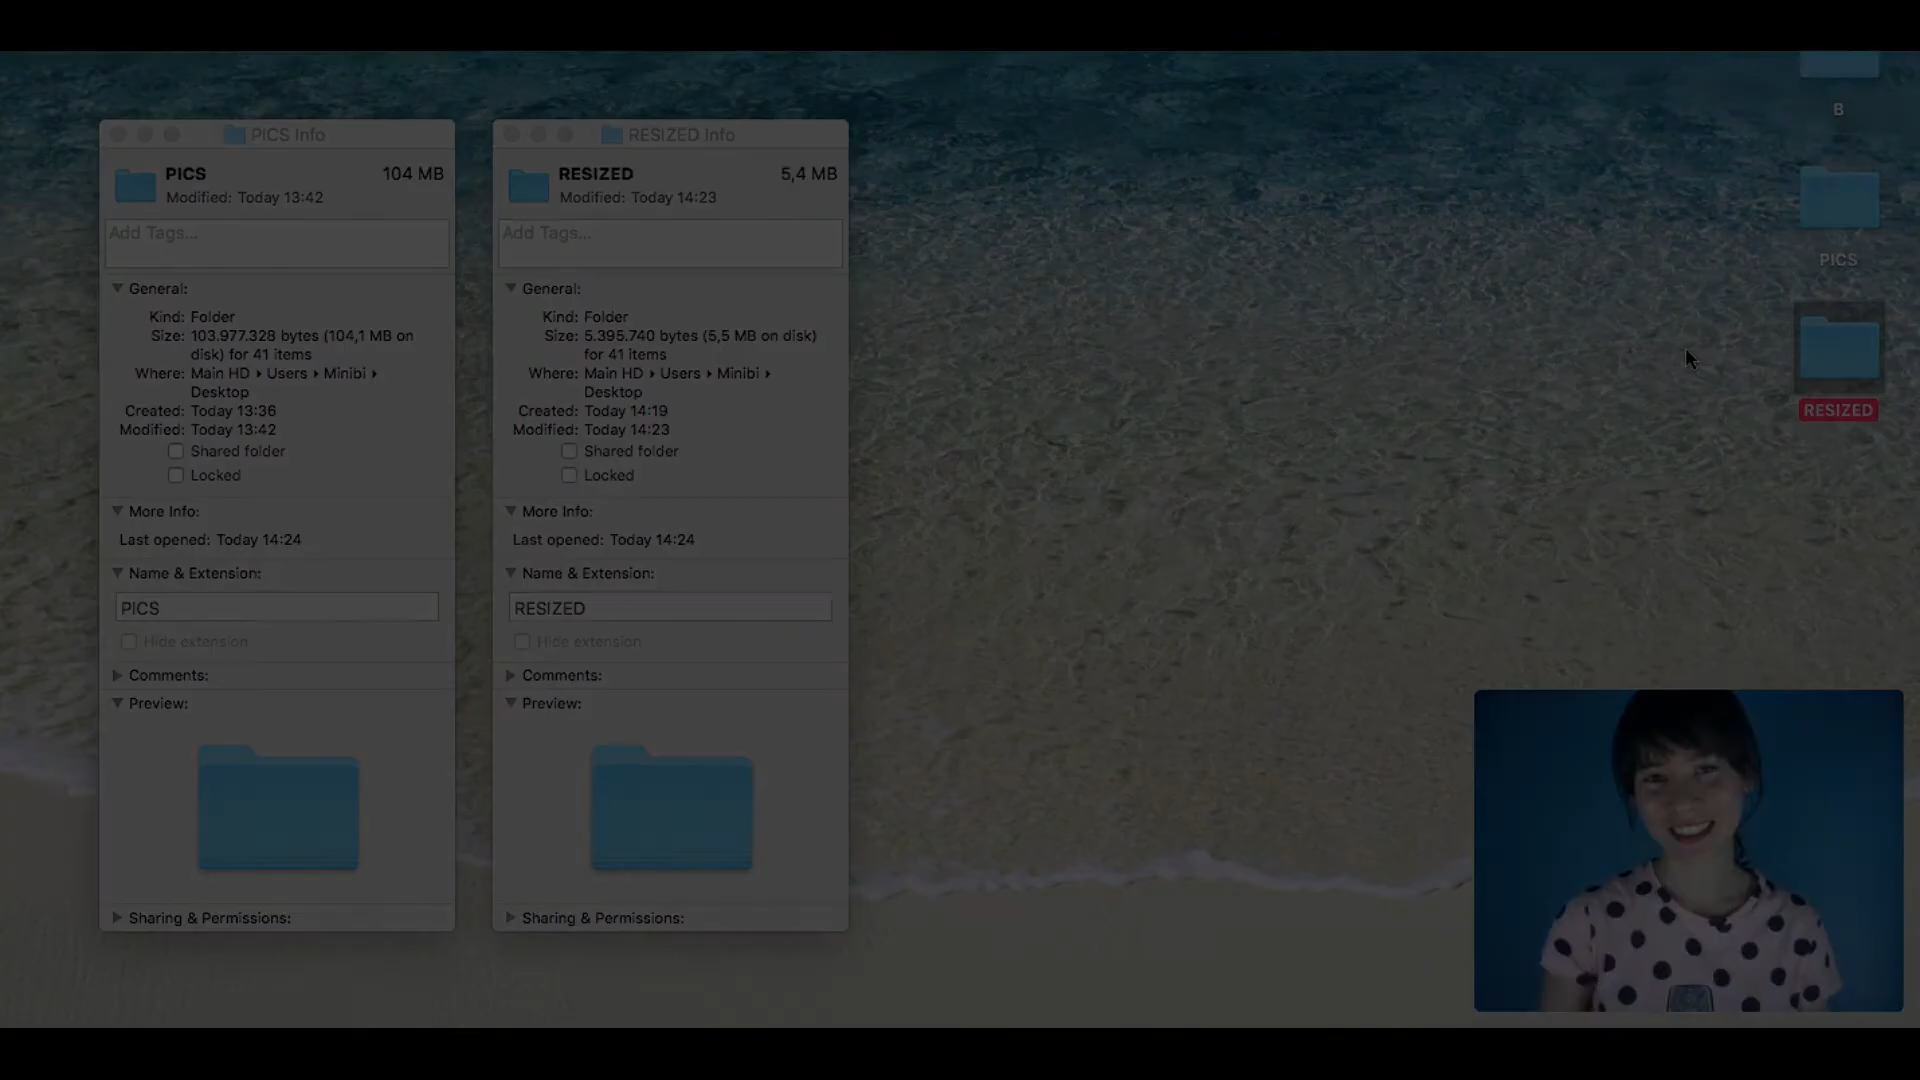 PICS Info
PICS 104 MB
Modified: Today 13:42
Add Tags...
General:
Kind: Folder
Size: 103.977.328 bytes (104,1 MB on
disk) for 41 items
Where: Main HD ▸ Users ▸ Minibi ▸
Desktop
Created: Today 13:36
Modified: Today 13:42
Shared folder
Locked
More Info:
Last opened: Today 14:24
Name & Extension:
PICS
Hide extension
Comments:
Preview:
Sharing & Permissions:
RESIZED Info
RESIZED 5,4 MB
Modified: Today 14:23
Add Tags...
General:
Kind: Folder
Size: 5.395.740 bytes (5,5 MB on disk)
for 41 items
Where: Main HD ▸ Users ▸ Minibi ▸
Desktop
Created: Today 14:19
Modified: Today 14:23
Shared folder
Locked
More Info:
Last opened: Today 14:24
Name & Extension:
RESIZED
Hide extension
Comments:
Preview:
Sharing & Permissions:
B
PICS
RESIZED